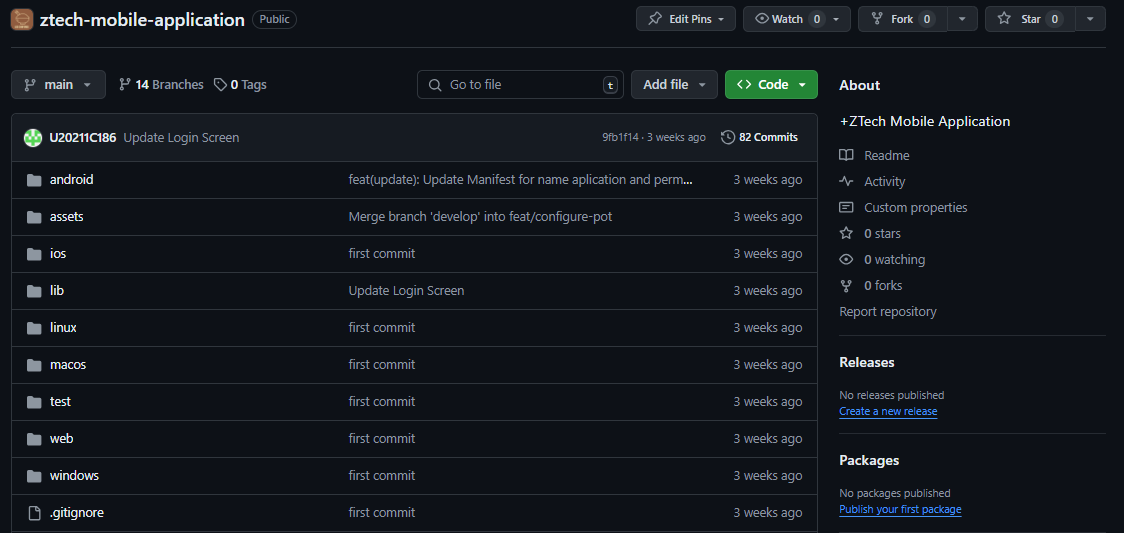 ztech-mobile-application Public Edit Pins Watch 0 Fork 0 Star 0
main 14 Branches 0 Tags Go to file t Add file Code
U20211C186 Update Login Screen 9fb1f14 · 3 weeks ago 82 Commits
android feat(update): Update Manifest for name aplication and perm... 3 weeks ago
assets Merge branch 'develop' into feat/configure-pot 3 weeks ago
ios first commit 3 weeks ago
lib Update Login Screen 3 weeks ago
linux first commit 3 weeks ago
macos first commit 3 weeks ago
test first commit 3 weeks ago
web first commit 3 weeks ago
windows first commit 3 weeks ago
.gitignore first commit 3 weeks ago
About
+ZTech Mobile Application
Readme
Activity
Custom properties
0 stars
0 watching
0 forks
Report repository
Releases
No releases published
Create a new release
Packages
No packages published
Publish your first package